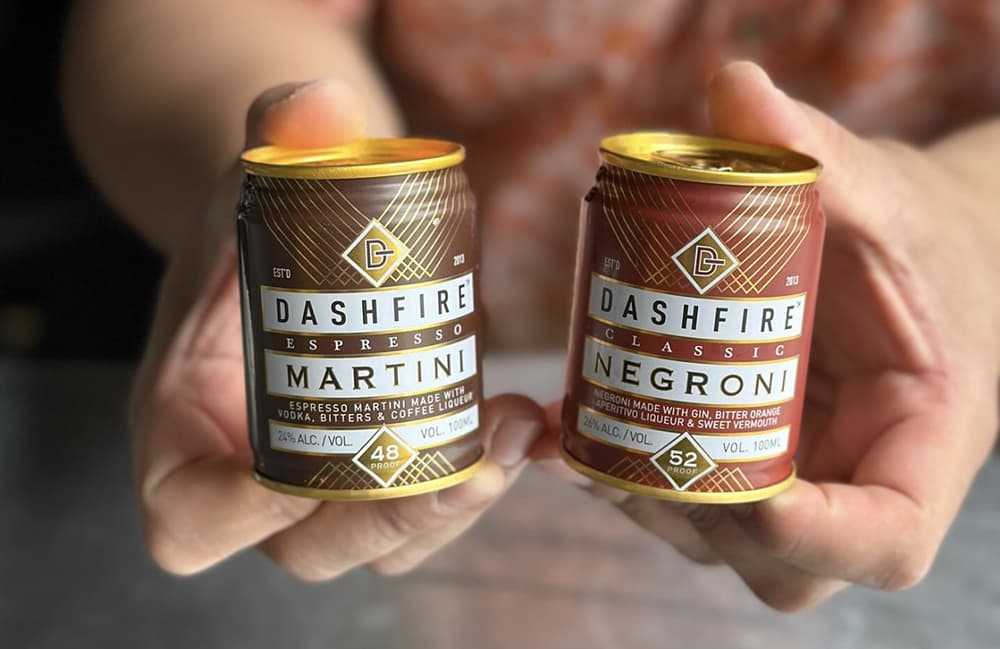 D
EST'D 2013
DASHFIRE™
ESPRESSO
MARTINI
ESPRESSO MARTINI MADE WITH
VODKA, BITTERS & COFFEE LIQUEUR
24% ALC. / VOL. VOL. 100ML
48
PROOF
D
EST'D 2013
DASHFIRE™
CLASSIC
NEGRONI
NEGRONI MADE WITH GIN, BITTER ORANGE
APERITIVO LIQUEUR & SWEET VERMOUTH
26% ALC. / VOL. VOL. 100ML
52
PROOF